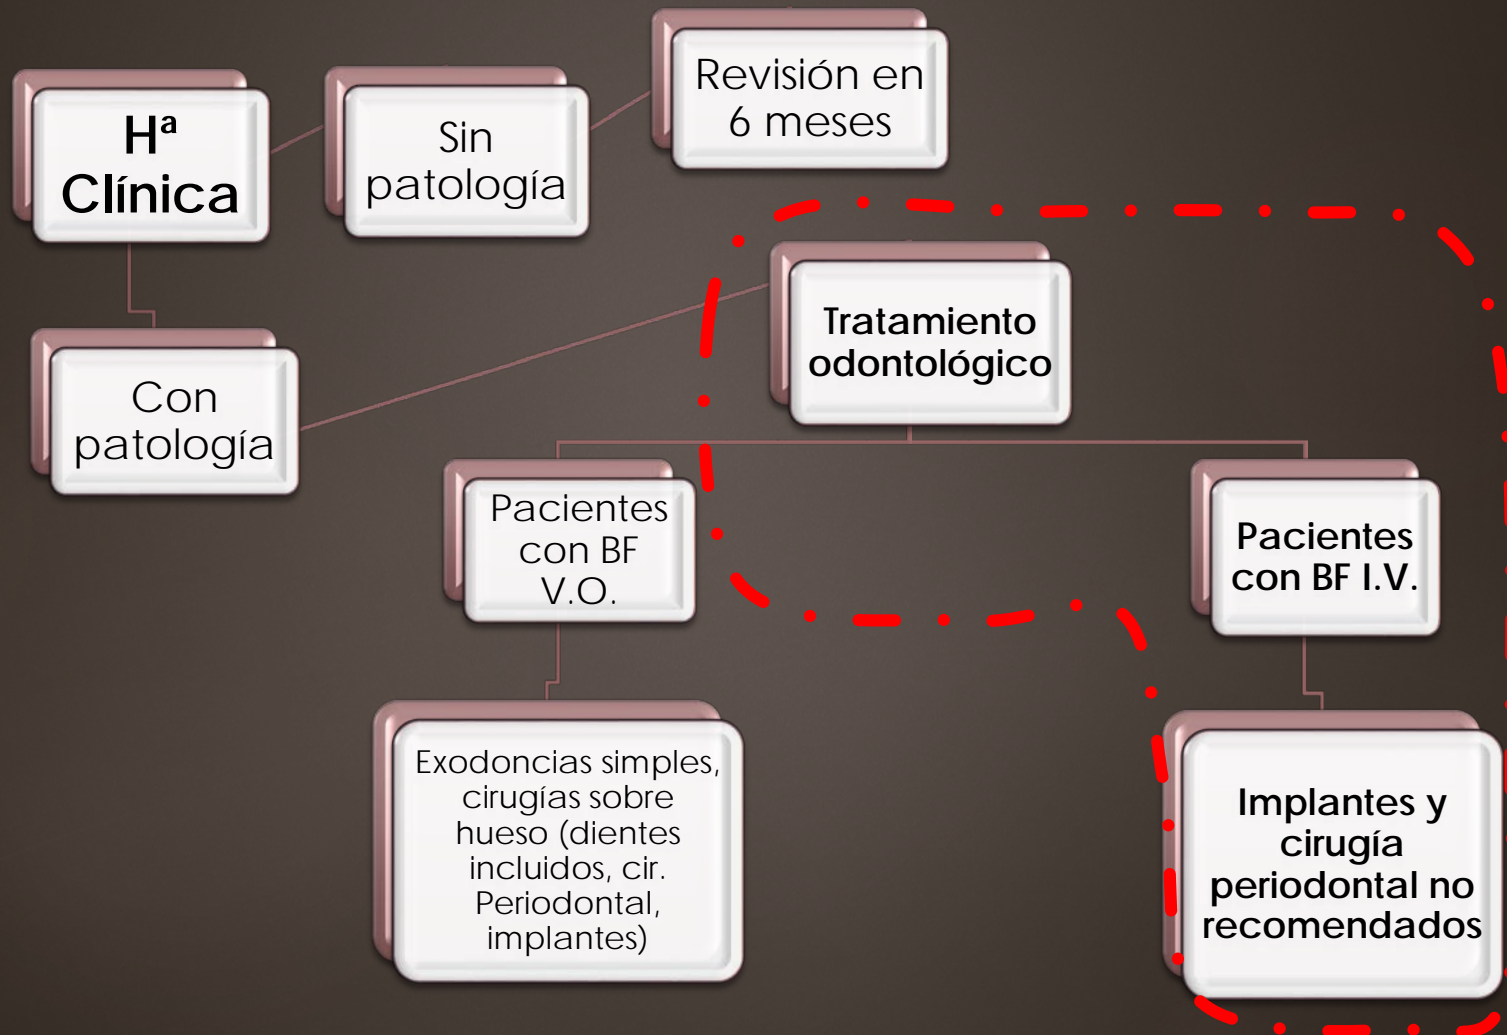 Hª
Clínica
Sin
patología
Revisión en
6 meses
Con
patología
Tratamiento
odontológico
Pacientes
con BF
V.O.
Pacientes
con BF I.V.
Exodoncias simples,
cirugías sobre
hueso (dientes
incluidos, cir.
Periodontal,
implantes)
Implantes y
cirugía
periodontal no
recomendados